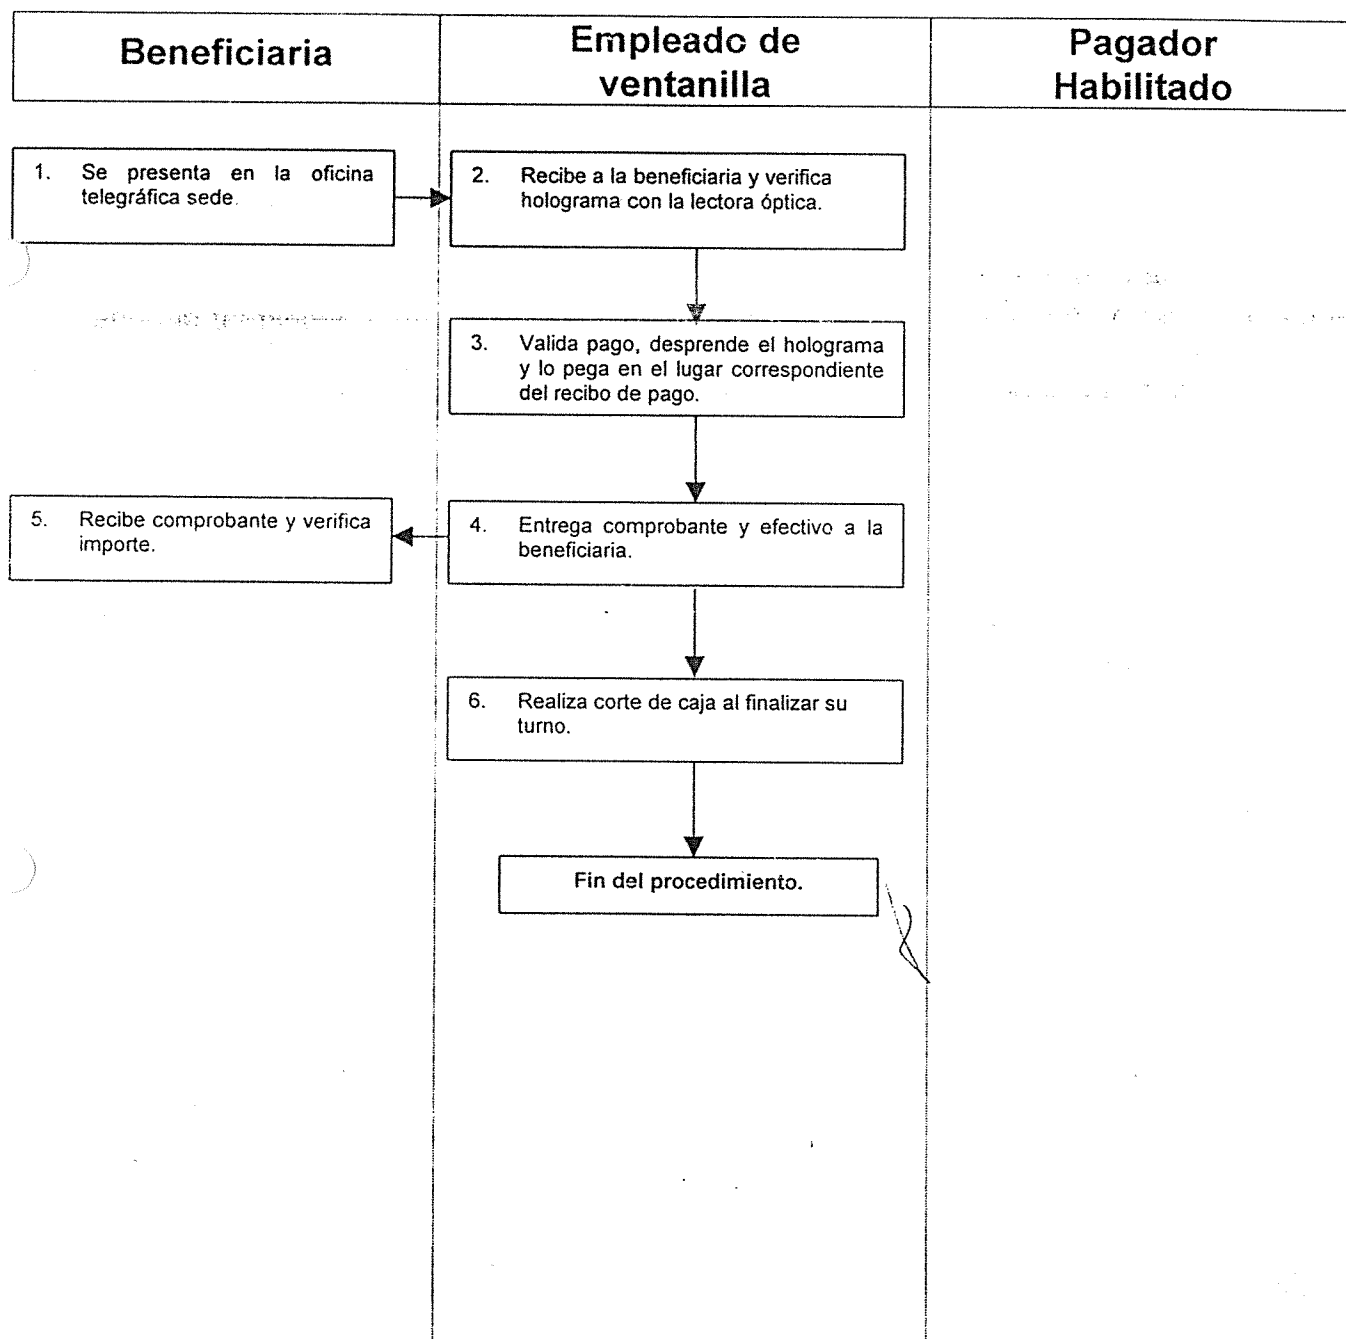 Beneficiaria
Empleado de
ventanilla
Pagador
Habilitado
1. Se presenta en la oficina
telegráfica sede.
2. Recibe a la beneficiaria y verifica
holograma con la lectora óptica.
3. Valida pago, desprende el holograma
y lo pega en el lugar correspondiente
del recibo de pago.
5. Recibe comprobante y verifica
importe.
4. Entrega comprobante y efectivo a la
beneficiaria.
6. Realiza corte de caja al finalizar su
turno.
Fin del procedimiento.